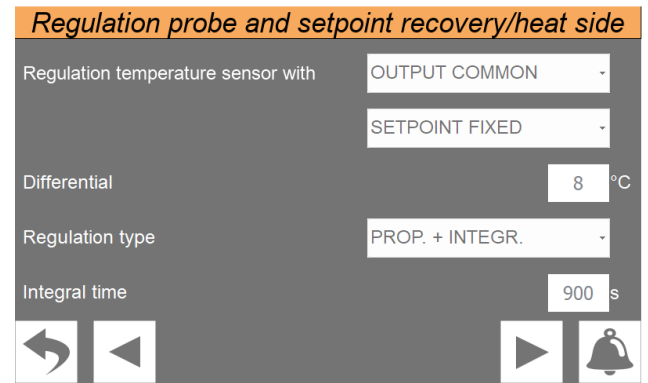 Regulation probe and setpoint recovery/heat side
Regulation temperature sensor with OUTPUT COMMON
SETPOINT FIXED
Differential 8 °C
Regulation type PROP. + INTEGR.
Integral time 900 s